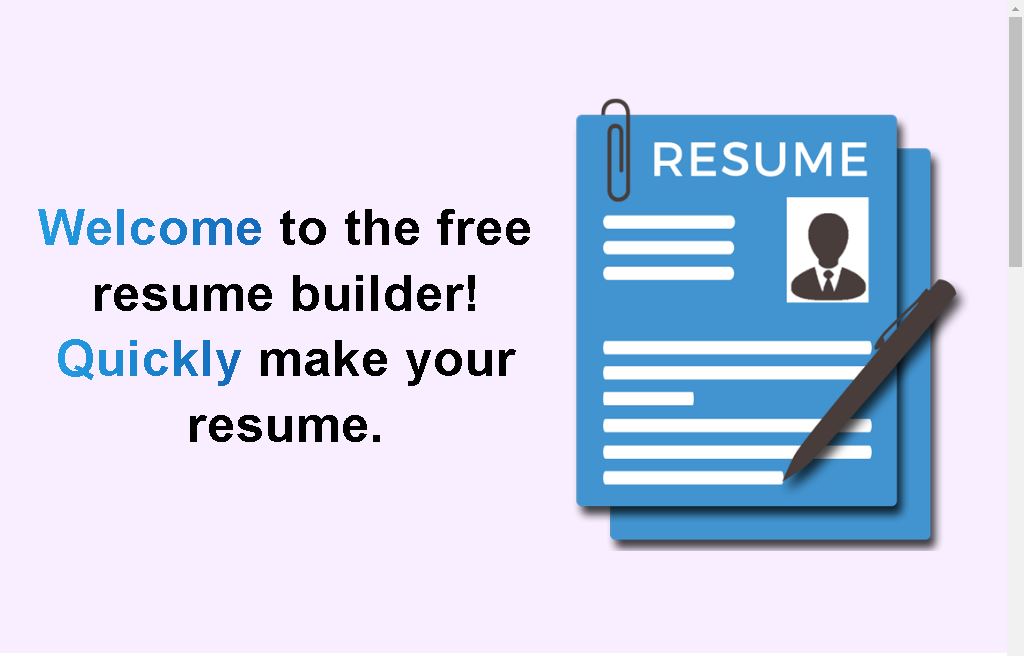 Welcome to the free
resume builder!
Quickly make your
resume.
RESUME